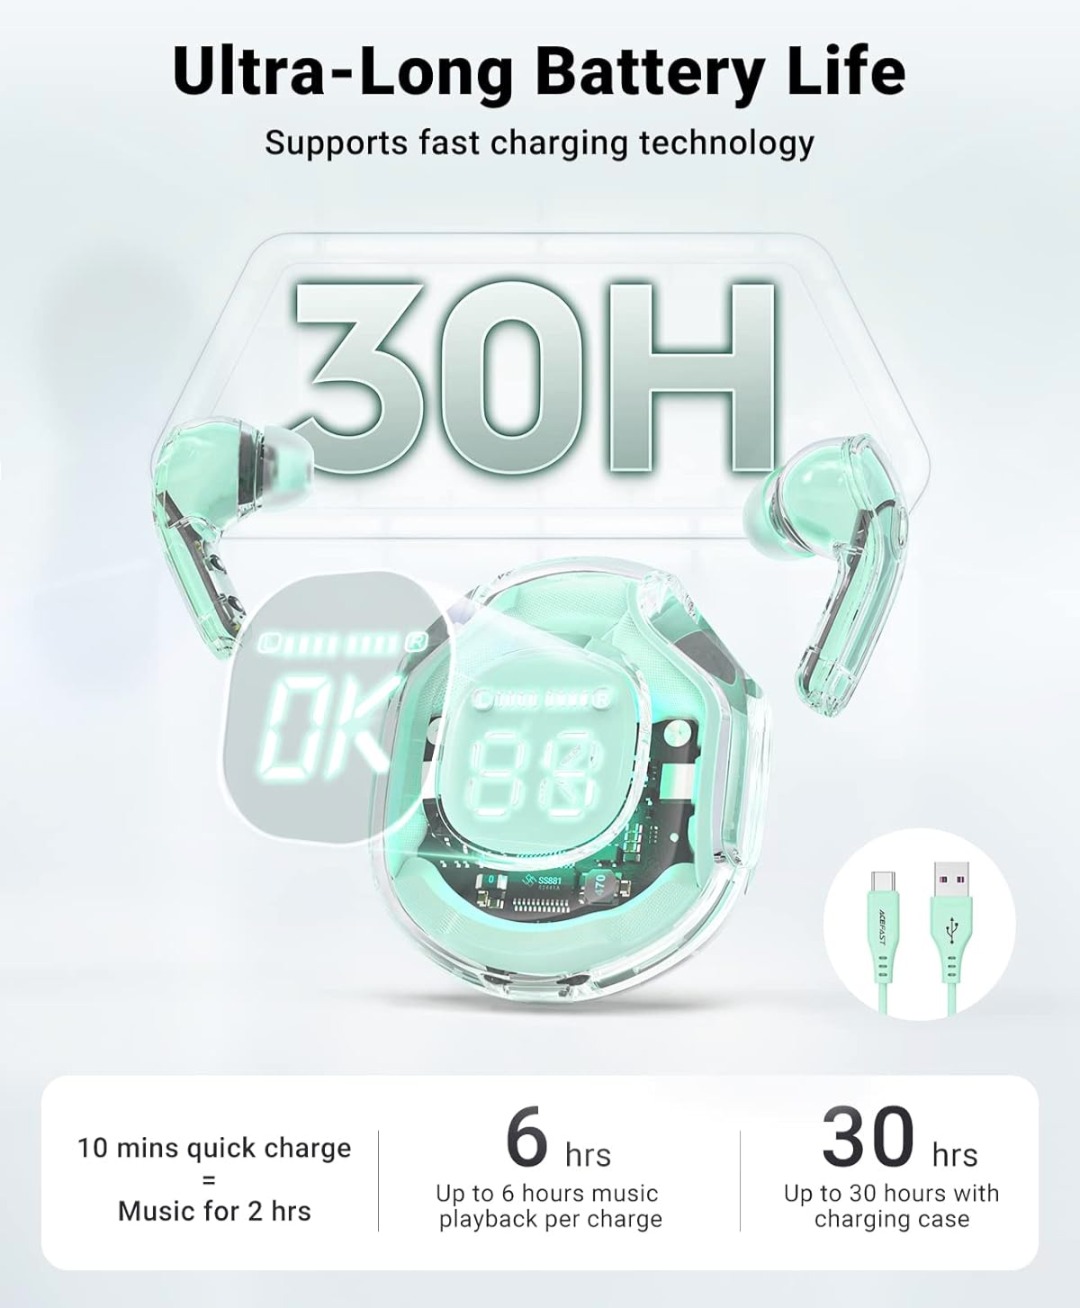 Ultra-Long Battery Life
Supports fast charging technology
30H
L R
OK
L R
88
SS881
470
ACEFAST
10 mins quick charge
=
Music for 2 hrs
6 hrs
Up to 6 hours music
playback per charge
30 hrs
Up to 30 hours with
charging case